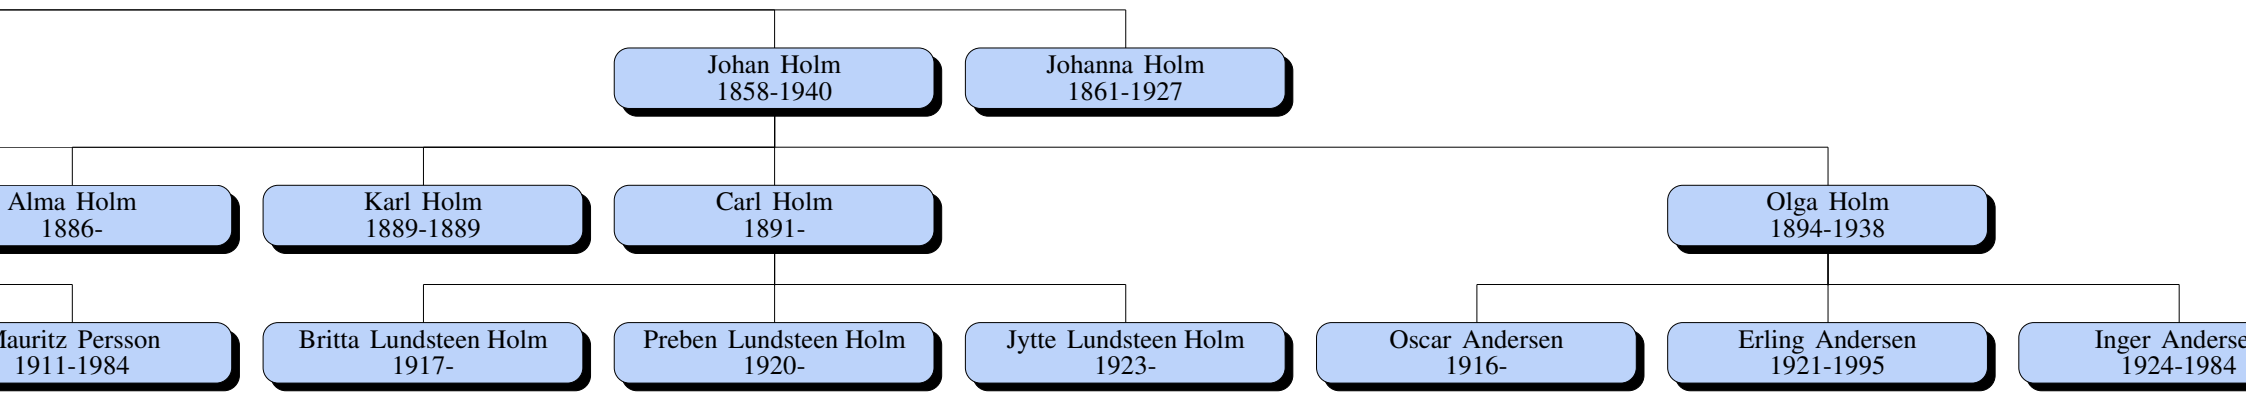 Johan Holm
1858-1940
Johanna Holm
1861-1927
Alma Holm
1886-
Karl Holm
1889-1889
Carl Holm
1891-
Olga Holm
1894-1938
Persson
1911-1984
Britta Lundsteen Holm
1917-
Preben Lundsteen Holm
1920-
Jytte Lundsteen Holm
1923-
Oscar Andersen
1916-
Erling Andersen
1921-1995
Inger
1924-1984